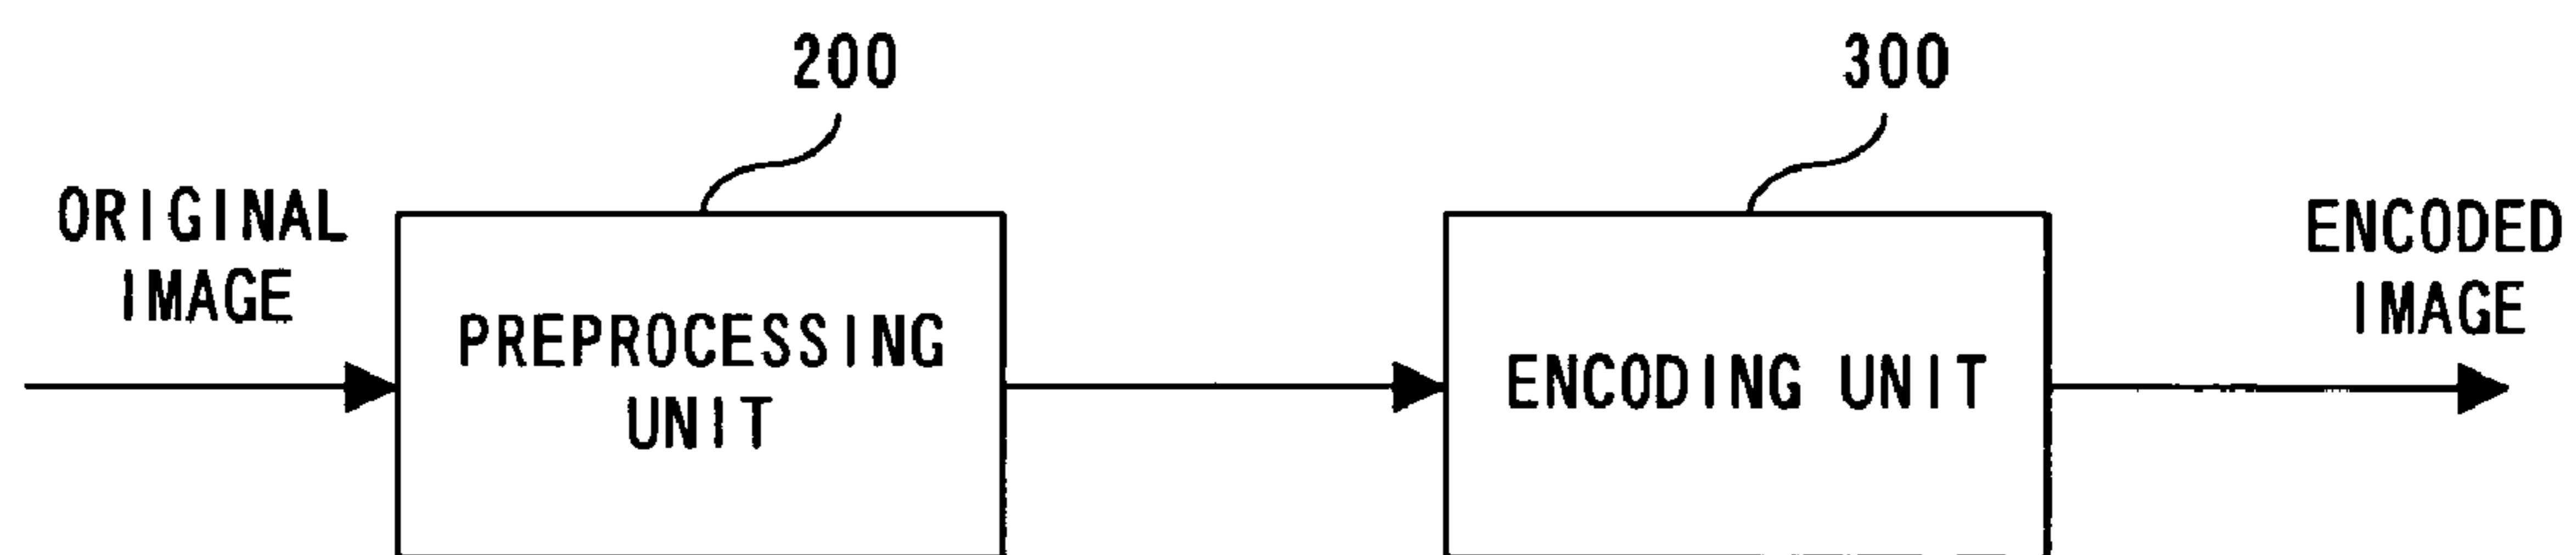 200
300
ORIGINAL
IMAGE
PREPROCESSING
UNIT
ENCODING UNIT
ENCODED
IMAGE